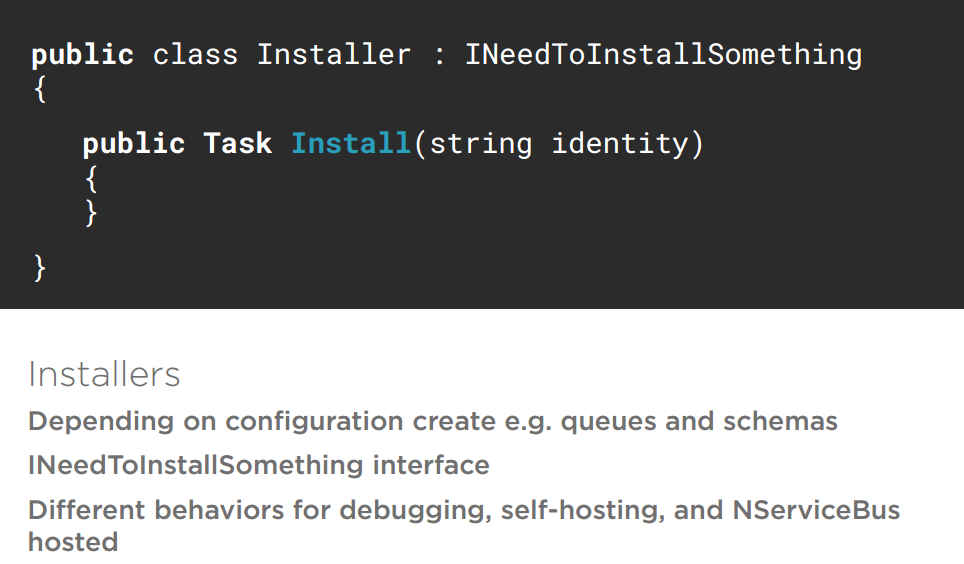 public class Installer : INeedToInstallSomething
{
public Task Install(string identity)
{
}
}
Installers
Depending on configuration create e.g. queues and schemas
INeedToInstallSomething interface
Different behaviors for debugging, self-hosting, and NServiceBus
hosted